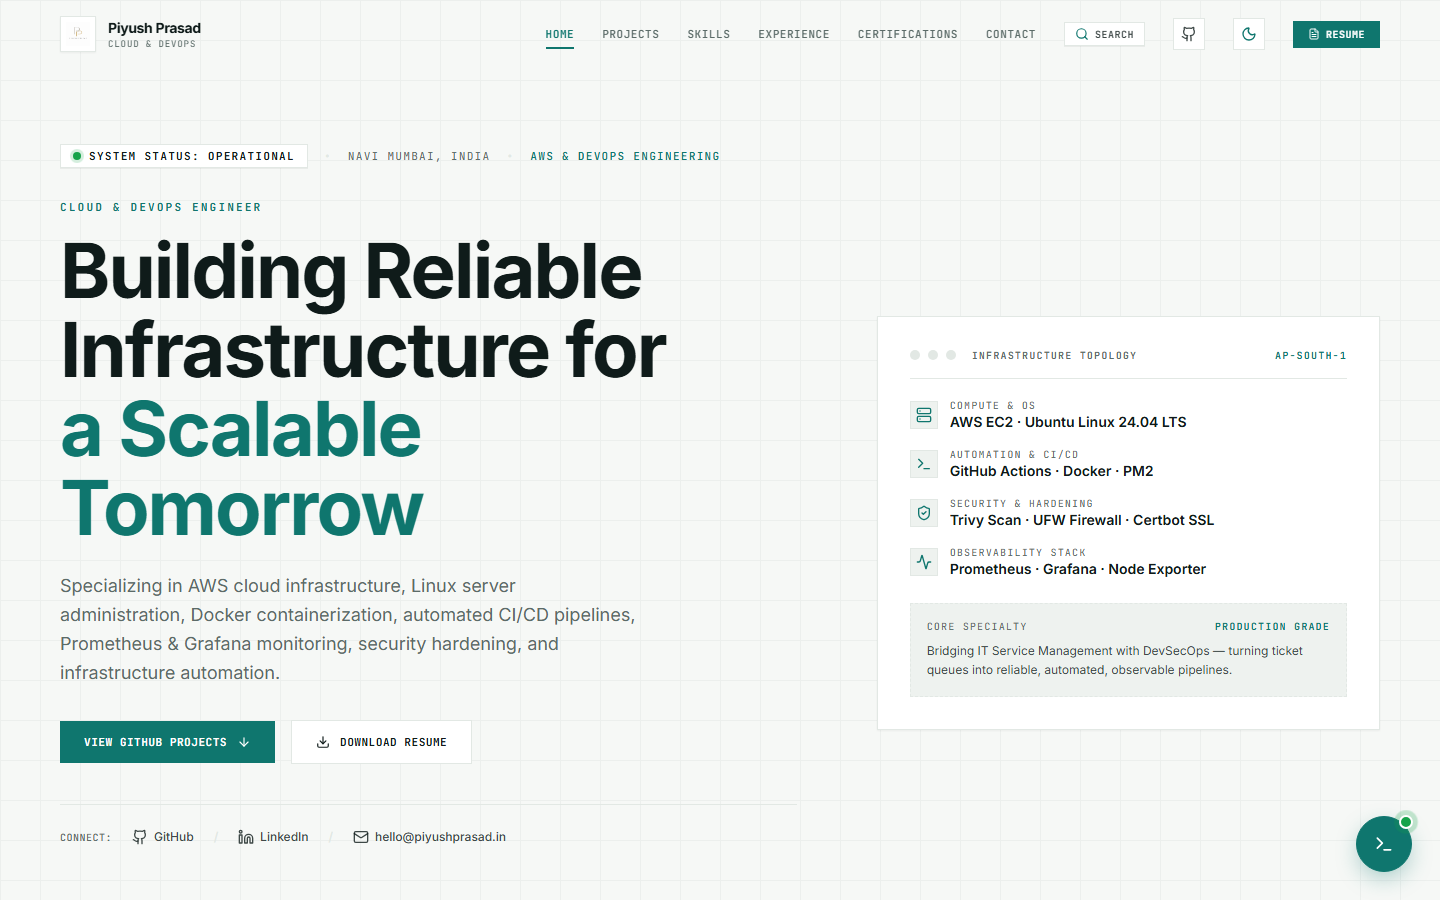 Piyush Prasad
CLOUD & DEVOPS
HOME PROJECTS SKILLS EXPERIENCE CERTIFICATIONS CONTACT SEARCH RESUME
SYSTEM STATUS: OPERATIONAL · NAVI MUMBAI, INDIA · AWS & DEVOPS ENGINEERING
CLOUD & DEVOPS ENGINEER
Building Reliable
Infrastructure for
a Scalable
Tomorrow
Specializing in AWS cloud infrastructure, Linux server
administration, Docker containerization, automated CI/CD pipelines,
Prometheus & Grafana monitoring, security hardening, and
infrastructure automation.
VIEW GITHUB PROJECTS DOWNLOAD RESUME
CONNECT: GitHub / LinkedIn / hello@piyushprasad.in
INFRASTRUCTURE TOPOLOGY AP-SOUTH-1
COMPUTE & OS
AWS EC2 · Ubuntu Linux 24.04 LTS
AUTOMATION & CI/CD
GitHub Actions · Docker · PM2
SECURITY & HARDENING
Trivy Scan · UFW Firewall · Certbot SSL
OBSERVABILITY STACK
Prometheus · Grafana · Node Exporter
CORE SPECIALTY PRODUCTION GRADE
Bridging IT Service Management with DevSecOps — turning ticket
queues into reliable, automated, observable pipelines.